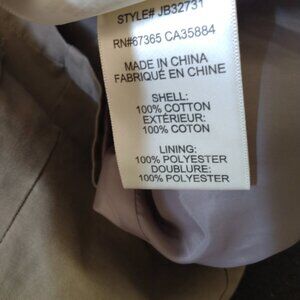 STYLE# JB32731
RN#67365 CA35884
MADE IN CHINA
FABRIQUÉ EN CHINE
SHELL:
100% COTTON
EXTÉRIEUR:
100% COTON
LINING:
100% POLYESTER
DOUBLURE:
100% POLYESTER